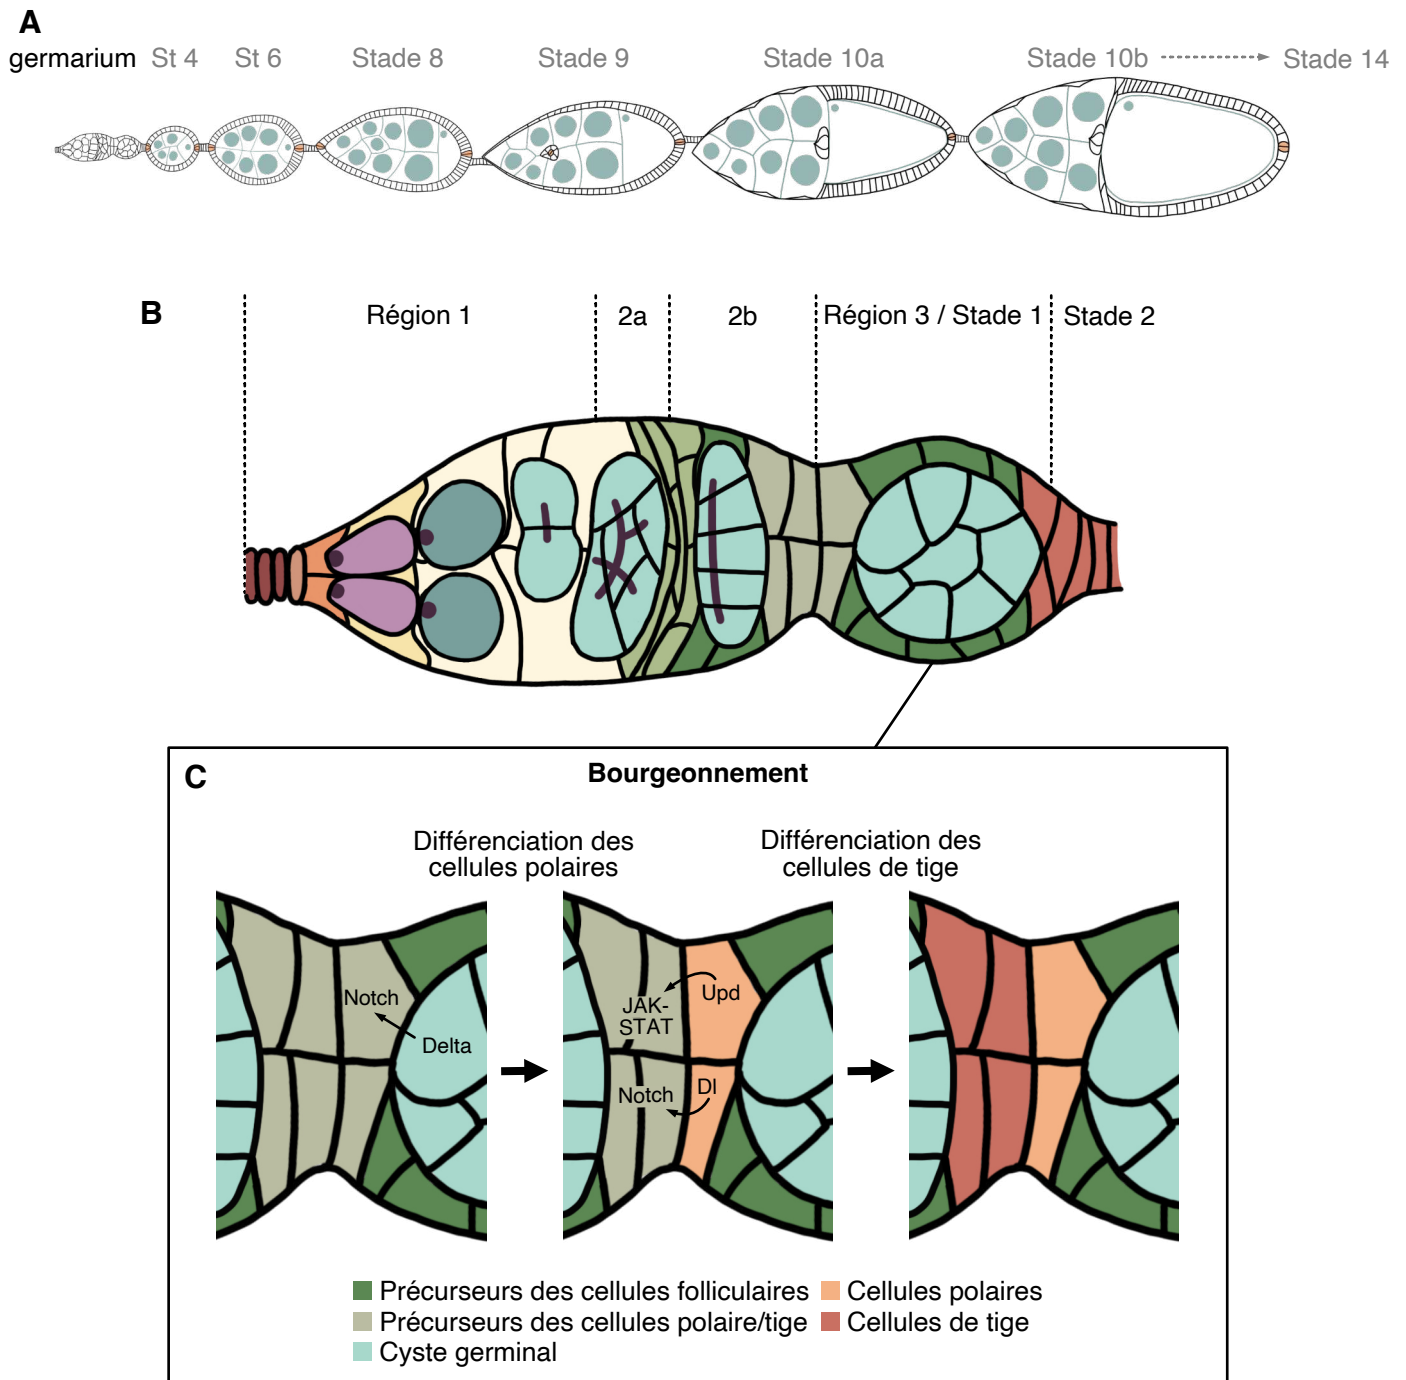 A
germarium St 4 St 6 Stade 8 Stade 9 Stade 10a Stade 10b Stade 14
B
Région 1 2a 2b Région 3 / Stade 1 Stade 2
C
Bourgeonnement
Différenciation des
cellules polaires
Différenciation des
cellules de tige
Notch
Delta
JAK-
STAT
Upd
Notch
Dl
Précurseurs des cellules folliculaires
Précurseurs des cellules polaire/tige
Cyste germinal
Cellules polaires
Cellules de tige